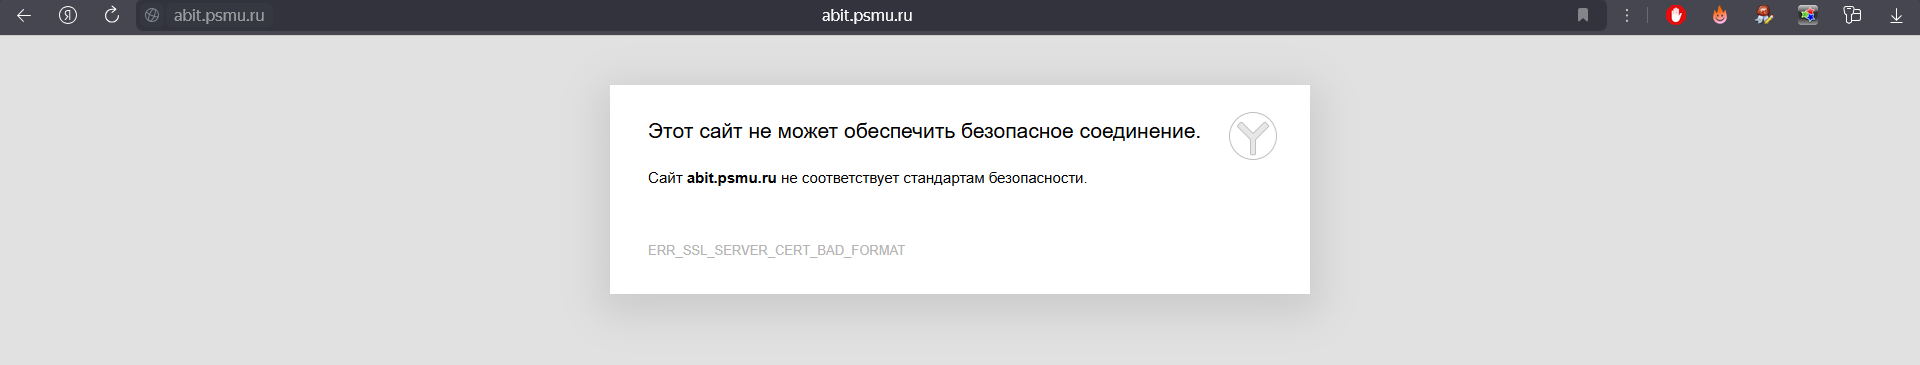 abit.psmu.ru
abit.psmu.ru
Этот сайт не может обеспечить безопасное соединение.
Сайт abit.psmu.ru не соответствует стандартам безопасности.
ERR_SSL_SERVER_CERT_BAD_FORMAT